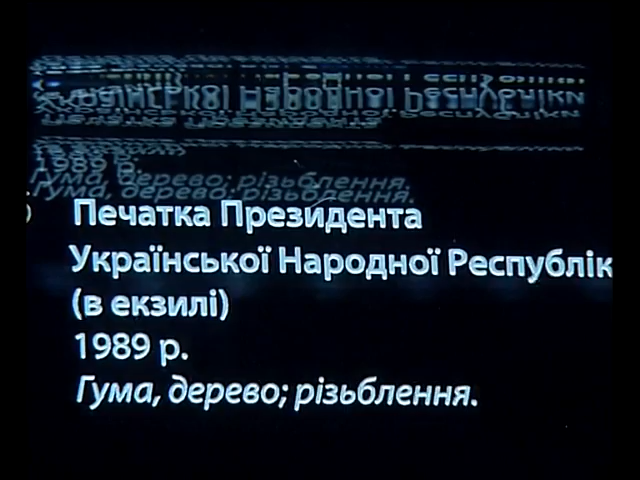 Печатка Президента
Української Народної Республік
(в екзилі)
1989 р.
Гума, дерево; різьблення.